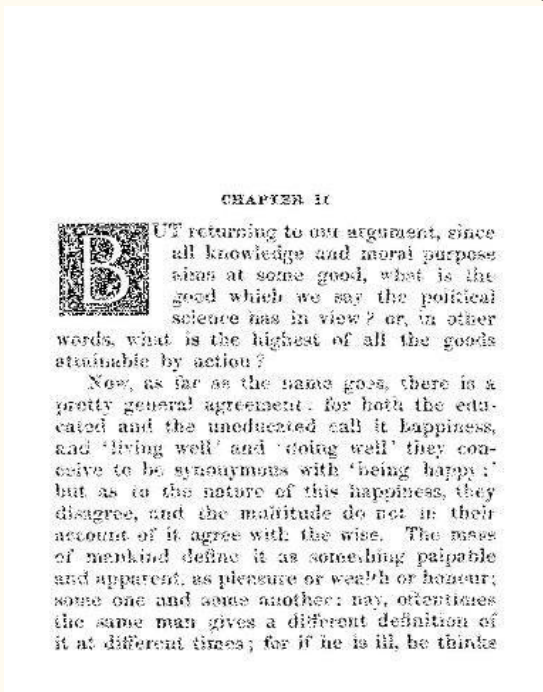 CHAPTER II
BUT returning to our argument, since
all knowledge and moral purpose
aims at some good, what is the
good which we say the political
science has in view? or, in other
words, what is the highest of all the goods
attainable by action?
Now, as far as the name goes, there is a
pretty general agreement: for both the edu-
cated and the uneducated call it happiness,
and 'living well' and 'doing well' they con-
ceive to be synonymous with 'being happy;'
but as to the nature of this happiness, they
disagree, and the multitude do not in their
account of it agree with the wise. The mass
of mankind define it as something palpable
and apparent, as pleasure or wealth or honour;
some one and some another: nay, oftentimes
the same man gives a different definition of
it at different times; for if he is ill, he thinks